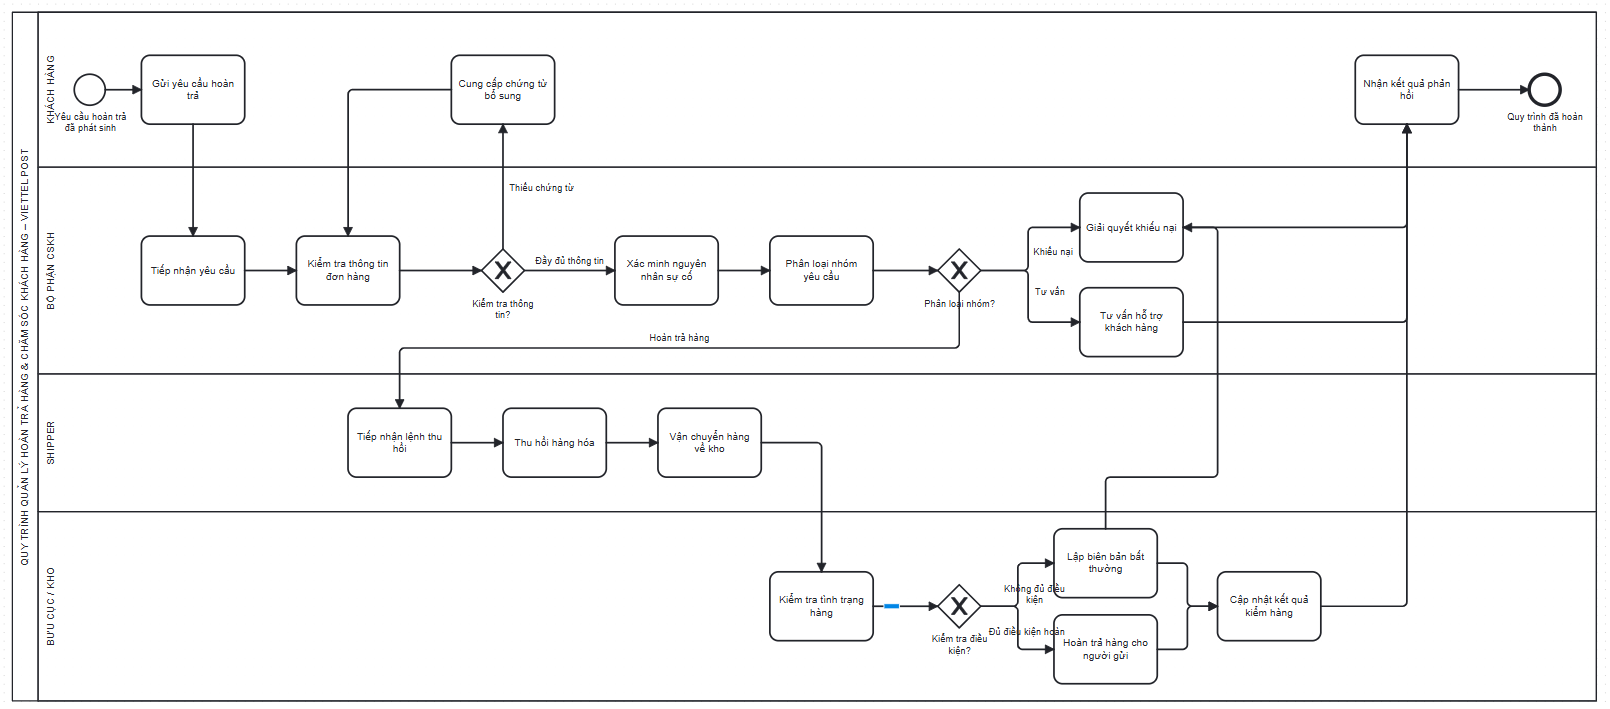 QUY TRÌNH QUẢN LÝ HOÀN TRẢ HÀNG & CHĂM SÓC KHÁCH HÀNG – VIETTEL POST
KHÁCH HÀNG
Yêu cầu hoàn trả
đã phát sinh
Gửi yêu cầu hoàn
trả
Cung cấp chứng từ
bổ sung
Nhận kết quả phản
hồi
Quy trình đã hoàn
thành
BỘ PHẬN CSKH
Thiếu chứng từ
Tiếp nhận yêu cầu
Kiểm tra thông tin
đơn hàng
Kiểm tra thông
tin?
Đầy đủ thông tin
Xác minh nguyên
nhân sự cố
Phân loại nhóm
yêu cầu
Phân loại nhóm?
Khiếu nại
Tư vấn
Giải quyết khiếu nại
Tư vấn hỗ trợ
khách hàng
Hoàn trả hàng
SHIPPER
Tiếp nhận lệnh thu
hồi
Thu hồi hàng hóa
Vận chuyển hàng
về kho
BƯU CỤC / KHO
Kiểm tra tình trạng
hàng
Kiểm tra điều
kiện?
Không đủ điều
kiện
Đủ điều kiện hoàn
Lập biên bản bất
thường
Hoàn trả hàng cho
người gửi
Cập nhật kết quả
kiểm hàng